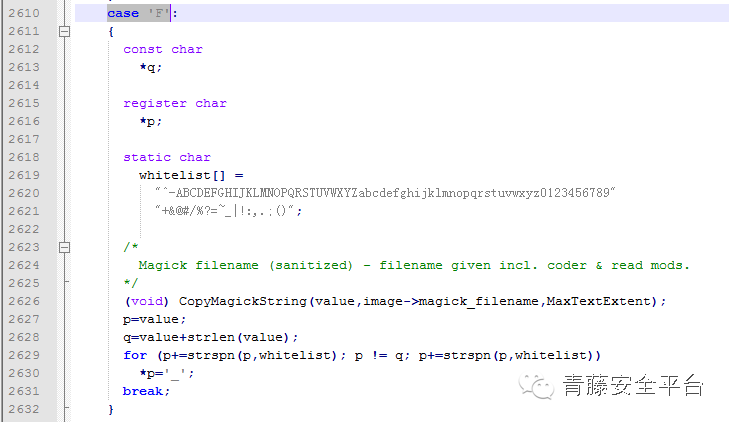 2610 case 'F':
2611 {
2612 const char
2613 *q;
2614
2615 register char
2616 *p;
2617
2618 static char
2619 whitelist[] =
2620 "^-ABCDEFGHIJKLMNOPQRSTUVWXYZabcdefghijklmnopqrstuvwxyz0123456789"
2621 "+&@#/%?=~_|!:,.;()";
2622
2623 /*
2624 Magick filename (sanitized) - filename given incl. coder & read mods.
2625 */
2626 (void) CopyMagickString(value,image->magick_filename,MaxTextExtent);
2627 p=value;
2628 q=value+strlen(value);
2629 for (p+=strspn(p,whitelist); p != q; p+=strspn(p,whitelist))
2630 *p='_';
2631 break;
2632 }
青藤安全平台